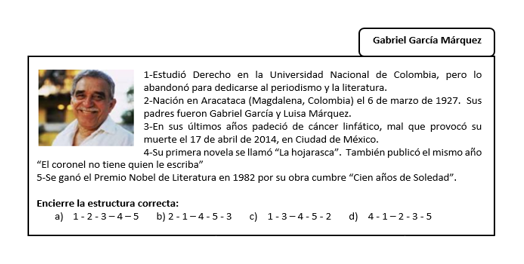 Gabriel García Márquez
1-Estudió Derecho en la Universidad Nacional de Colombia, pero lo
abandonó para dedicarse al periodismo y la literatura.
2-Nación en Aracataca (Magdalena, Colombia) el 6 de marzo de 1927. Sus
padres fueron Gabriel García y Luisa Márquez.
3-En sus últimos años padeció de cáncer linfático, mal que provocó su
muerte el 17 de abril de 2014, en Ciudad de México.
4-Su primera novela se llamó “La hojarasca”. También publicó el mismo año
“El coronel no tiene quien le escriba”
5-Se ganó el Premio Nobel de Literatura en 1982 por su obra cumbre “Cien años de Soledad”.
Encierre la estructura correcta:
a) 1 - 2 - 3 – 4 – 5 b) 2 - 1 – 4 - 5 - 3 c) 1 - 3 – 4 - 5 - 2 d) 4 - 1 – 2 - 3 - 5